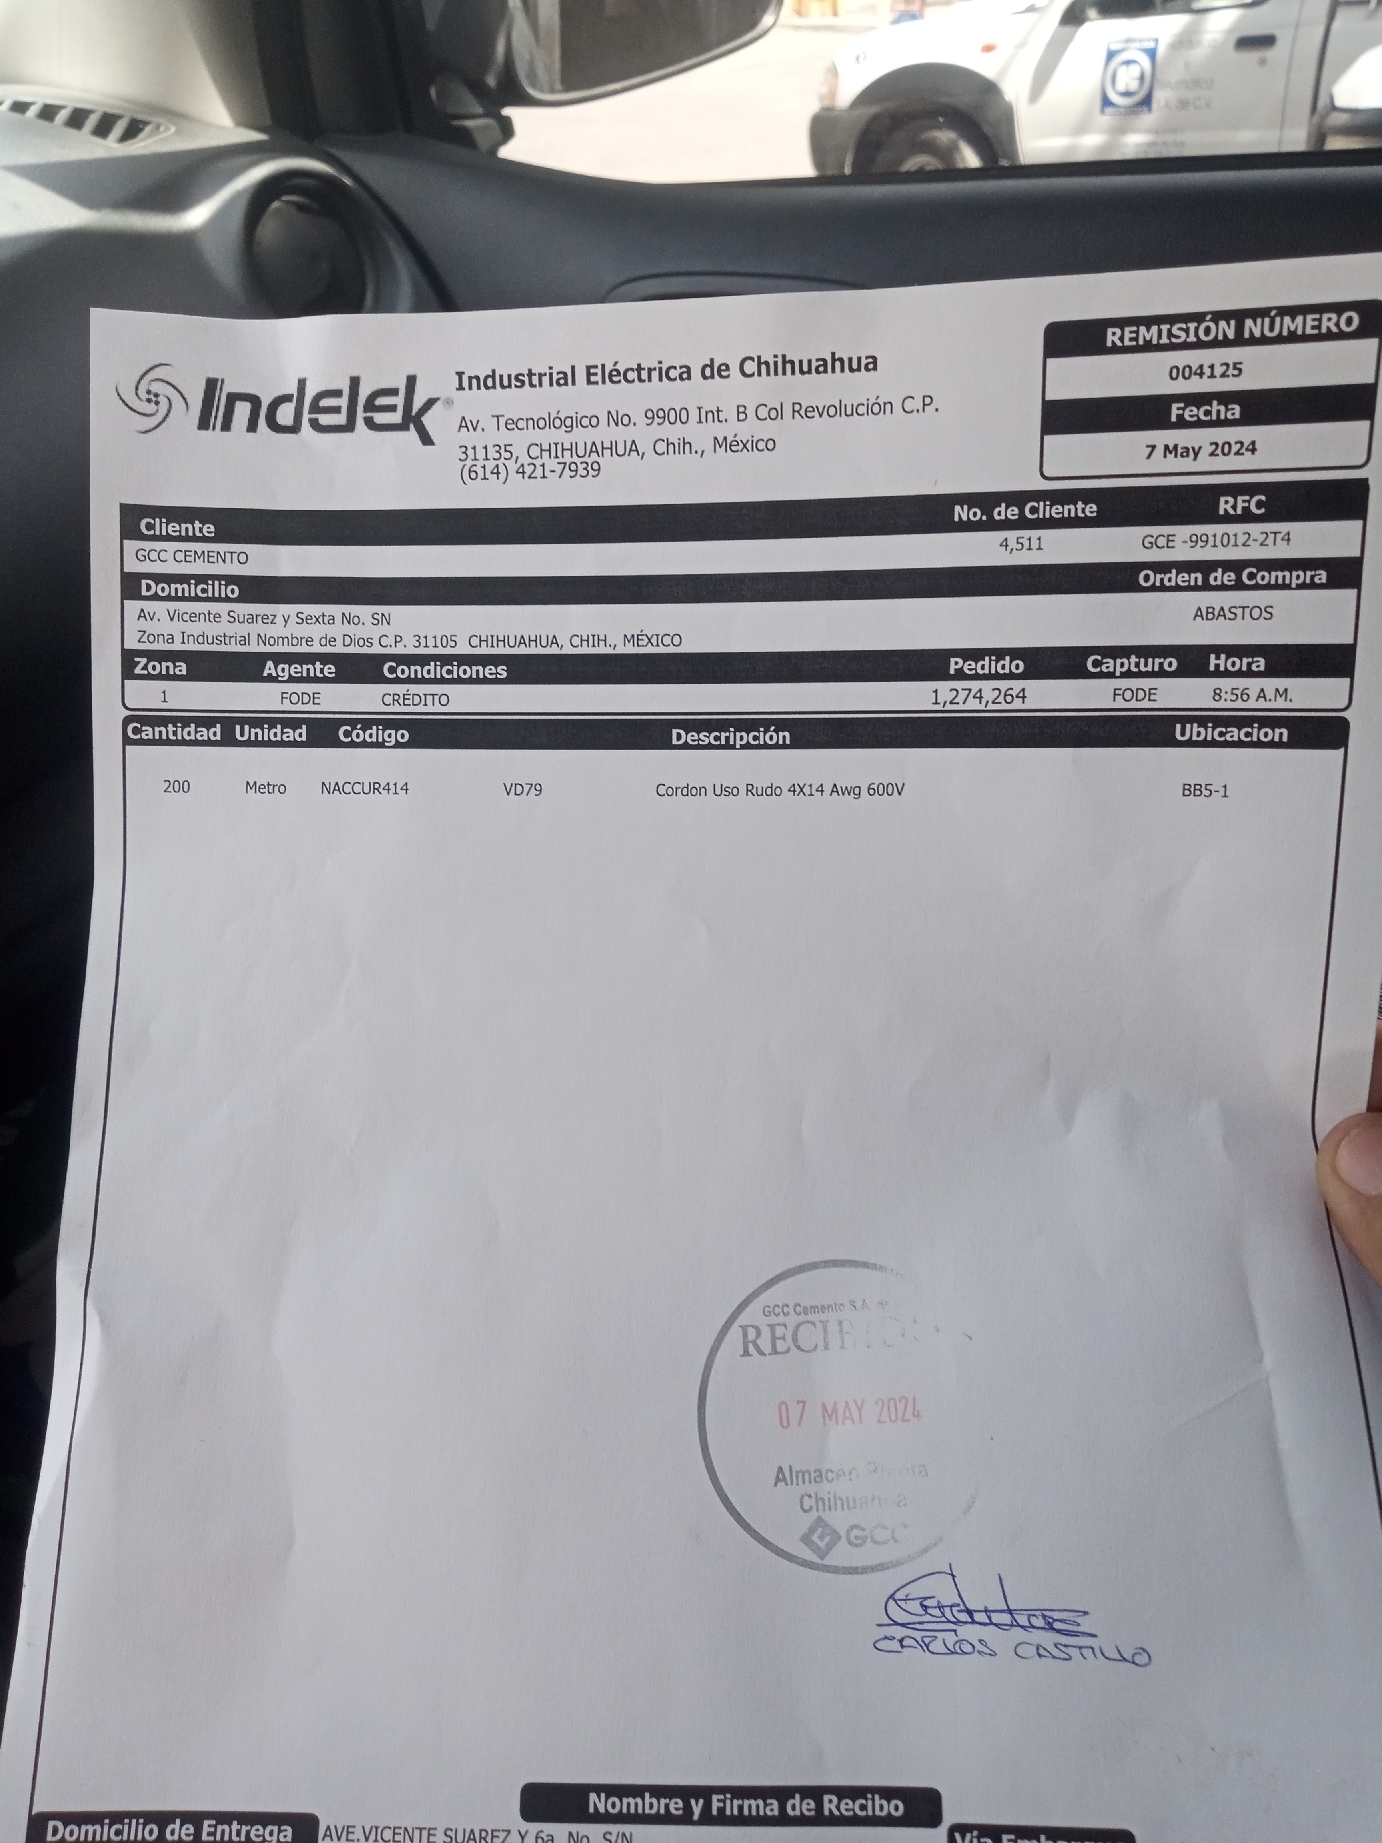 Indelek
Industrial Eléctrica de Chihuahua
Av. Tecnológico No. 9900 Int. B Col Revolución C.P.
31135, CHIHUAHUA, Chih., México
(614) 421-7939
REMISIÓN NÚMERO
004125
Fecha
7 May 2024
Cliente No. de Cliente RFC
GCC CEMENTO 4,511 GCE -991012-2T4
Domicilio Orden de Compra
Av. Vicente Suarez y Sexta No. SN ABASTOS
Zona Industrial Nombre de Dios C.P. 31105 CHIHUAHUA, CHIH., MÉXICO
Zona Agente Condiciones Pedido Capturo Hora
1 FODE CRÉDITO 1,274,264 FODE 8:56 A.M.
Cantidad Unidad Código Descripción Ubicacion
200 Metro NACCUR414 VD79 Cordon Uso Rudo 4X14 Awg 600V BB5-1
GCC Cemento S.A. de
RECIBIDO
07 MAY 2024
Almacén Planta
Chihuahua
GCC
CARLOS CASTILLO
Nombre y Firma de Recibo
Domicilio de Entrega AVE.VICENTE SUAREZ Y 6a. No. S/N